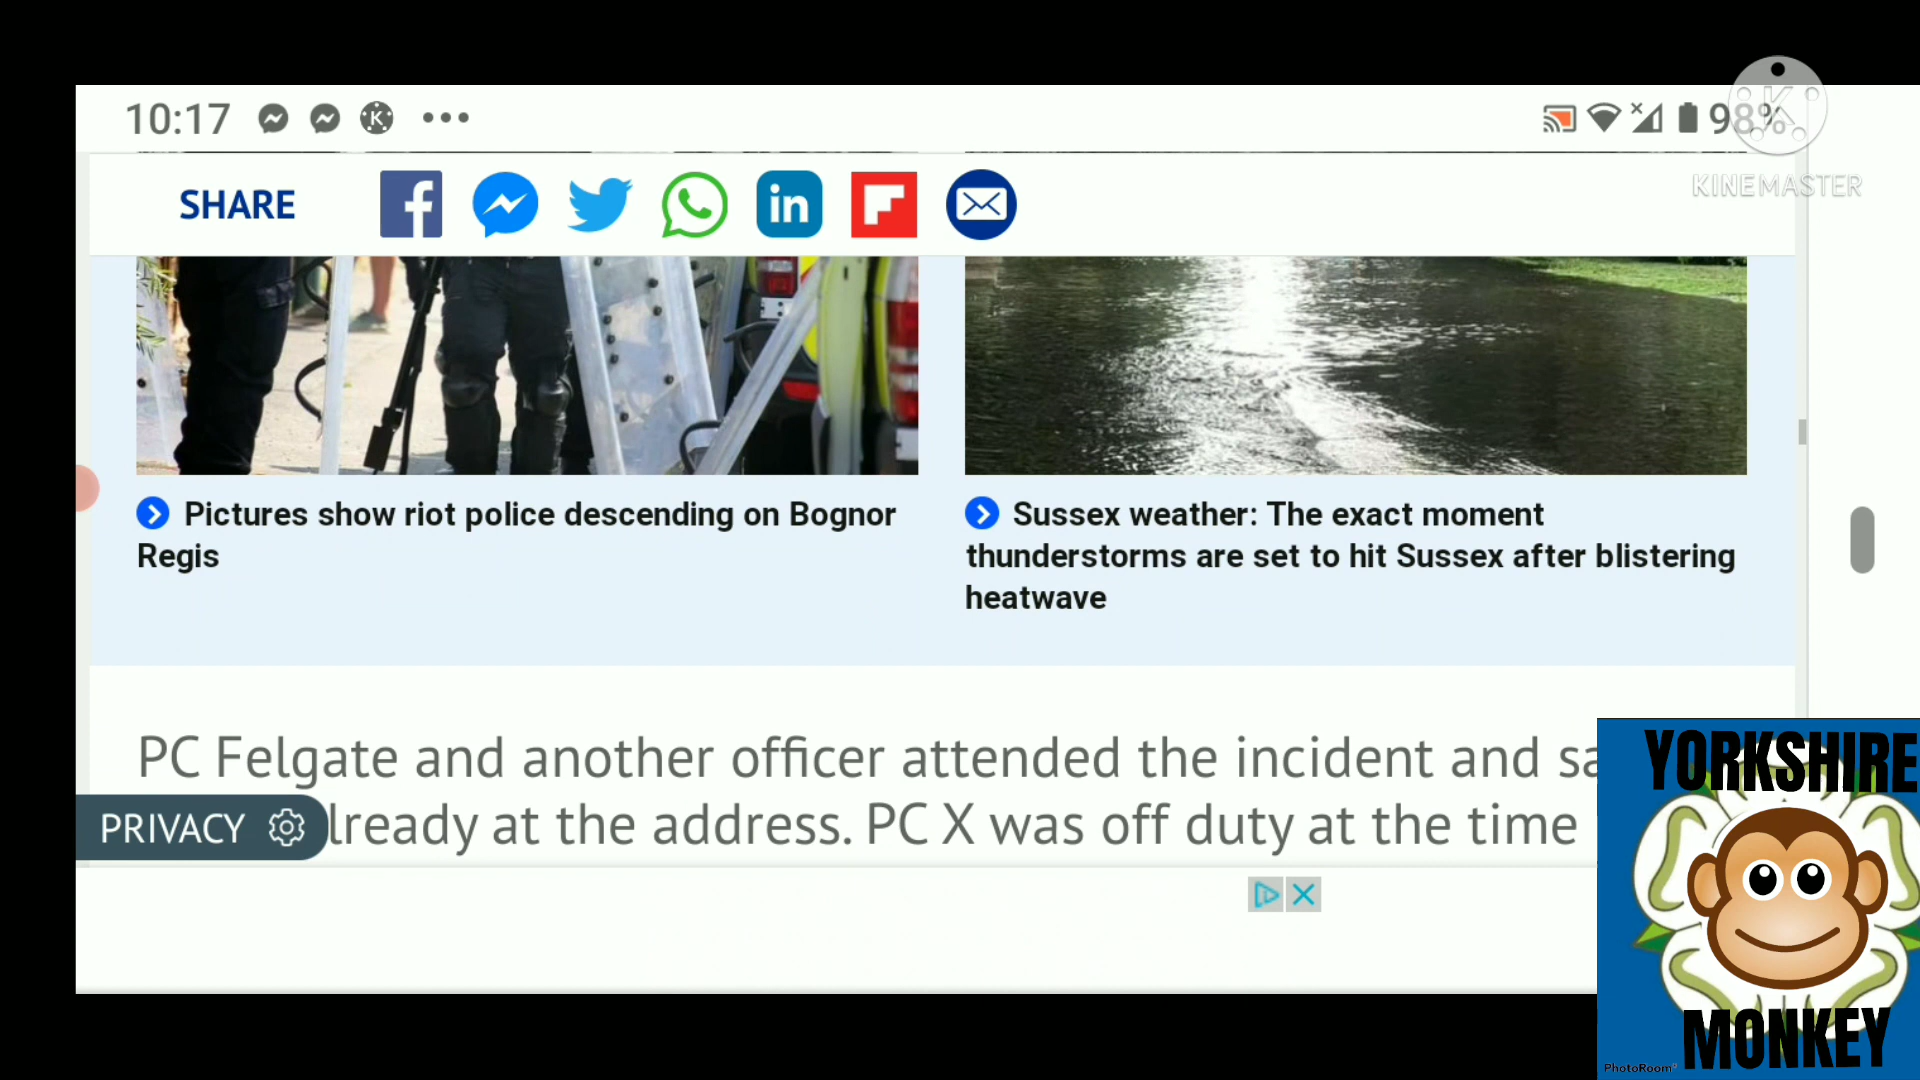 10:17
98%
KINEMASTER
SHARE
Pictures show riot police descending on Bognor
Regis
Sussex weather: The exact moment
thunderstorms are set to hit Sussex after blistering
heatwave
PC Felgate and another officer attended the incident and
PRIVACY
already at the address. PC X was off duty at the time
YORKSHIRE
MONKEY
PhotoRoom